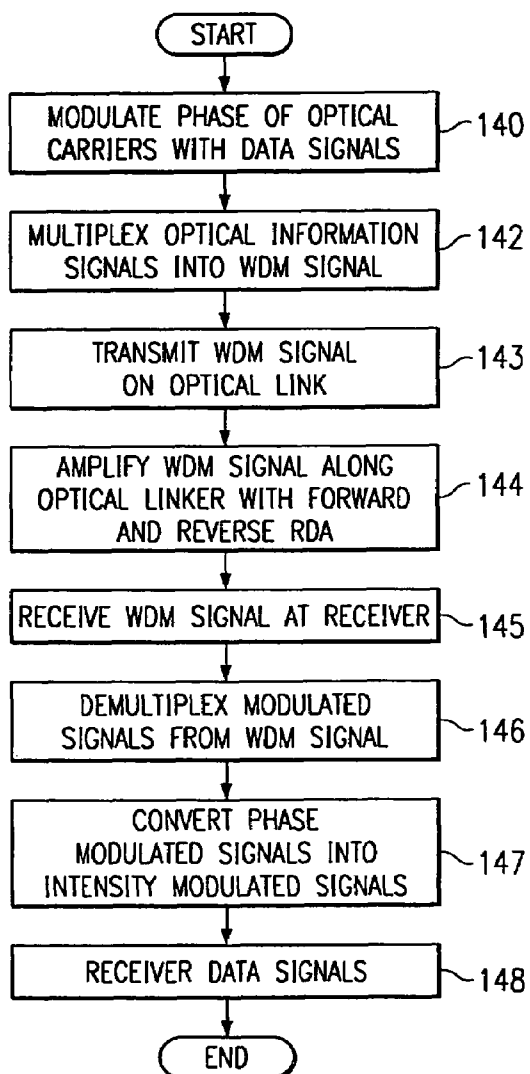 START
MODULATE PHASE OF OPTICAL
CARRIERS WITH DATA SIGNALS
140
MULTIPLEX OPTICAL INFORMATION
SIGNALS INTO WDM SIGNAL
142
TRANSMIT WDM SIGNAL
ON OPTICAL LINK
143
AMPLIFY WDM SIGNAL ALONG
OPTICAL LINKER WITH FORWARD
AND REVERSE RDA
144
RECEIVE WDM SIGNAL AT RECEIVER
145
DEMULTIPLEX MODULATED
SIGNALS FROM WDM SIGNAL
146
CONVERT PHASE
MODULATED SIGNALS INTO
INTENSITY MODULATED SIGNALS
147
RECEIVER DATA SIGNALS
148
END